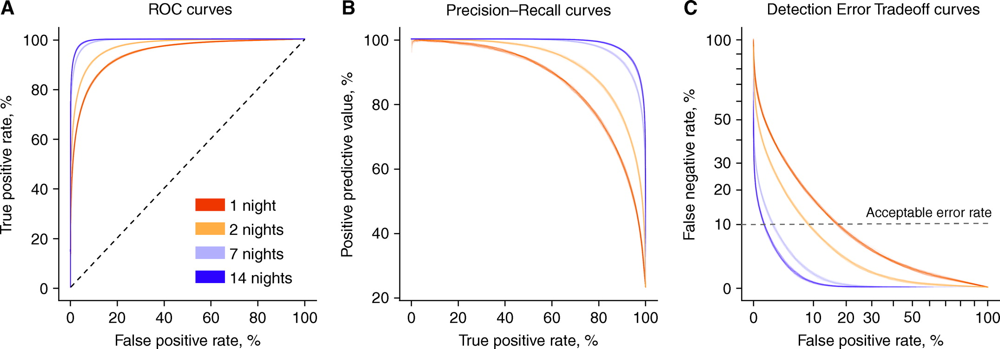 A
ROC curves
True positive rate, %
100
80
60
40
20
0
1 night
2 nights
7 nights
14 nights
0 20 40 60 80 100
False positive rate, %
B
Precision–Recall curves
Positive predictive value, %
100
80
60
40
20
0 20 40 60 80 100
True positive rate, %
C
Detection Error Tradeoff curves
False negative rate, %
100
50
30
20
10
0
Acceptable error rate
0 10 20 30 50 100
False positive rate, %